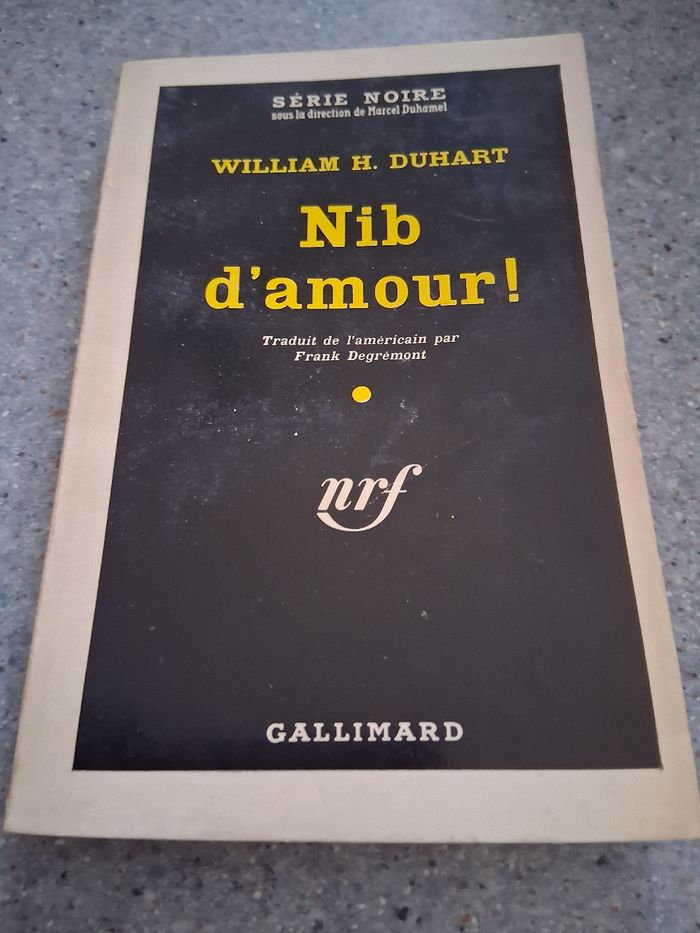 SÉRIE NOIRE
sous la direction de Marcel Duhamel
WILLIAM H. DUHART
Nib
d'amour!
Traduit de l'américain par
Frank Degrémont
nrf
GALLIMARD